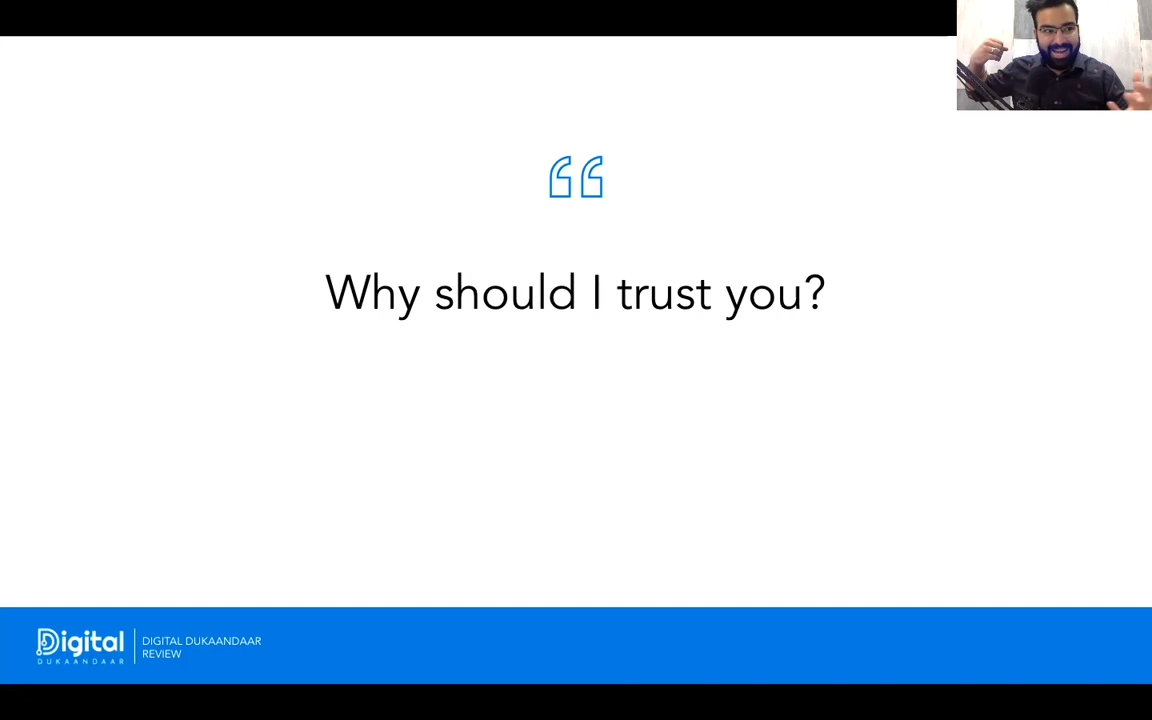 “
Why should I trust you?
Digital
DUKAANDAAR
DIGITAL DUKAANDAAR
REVIEW